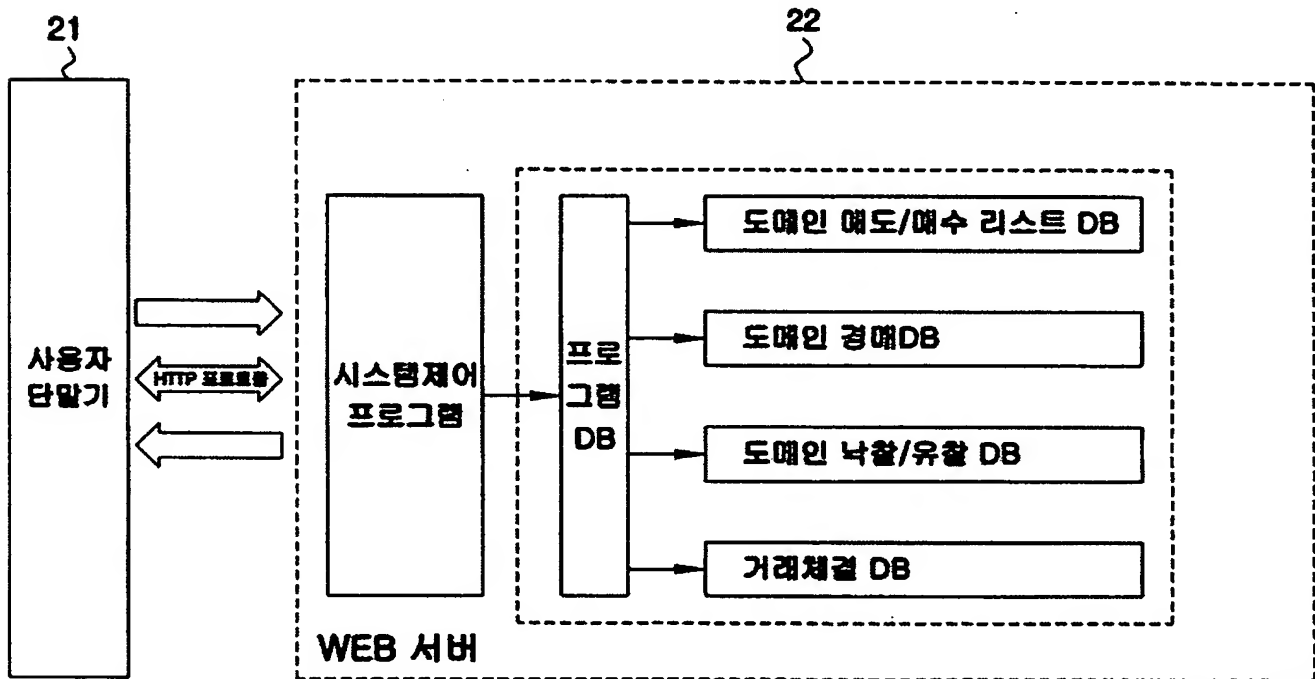 21
22
사용자
단말기
HTTP 프로토콜
시스템제어
프로그램
프로
그램
DB
도메인 매도/매수 리스트 DB
도메인 경매DB
도메인 낙찰/유찰 DB
거래체결 DB
WEB 서버